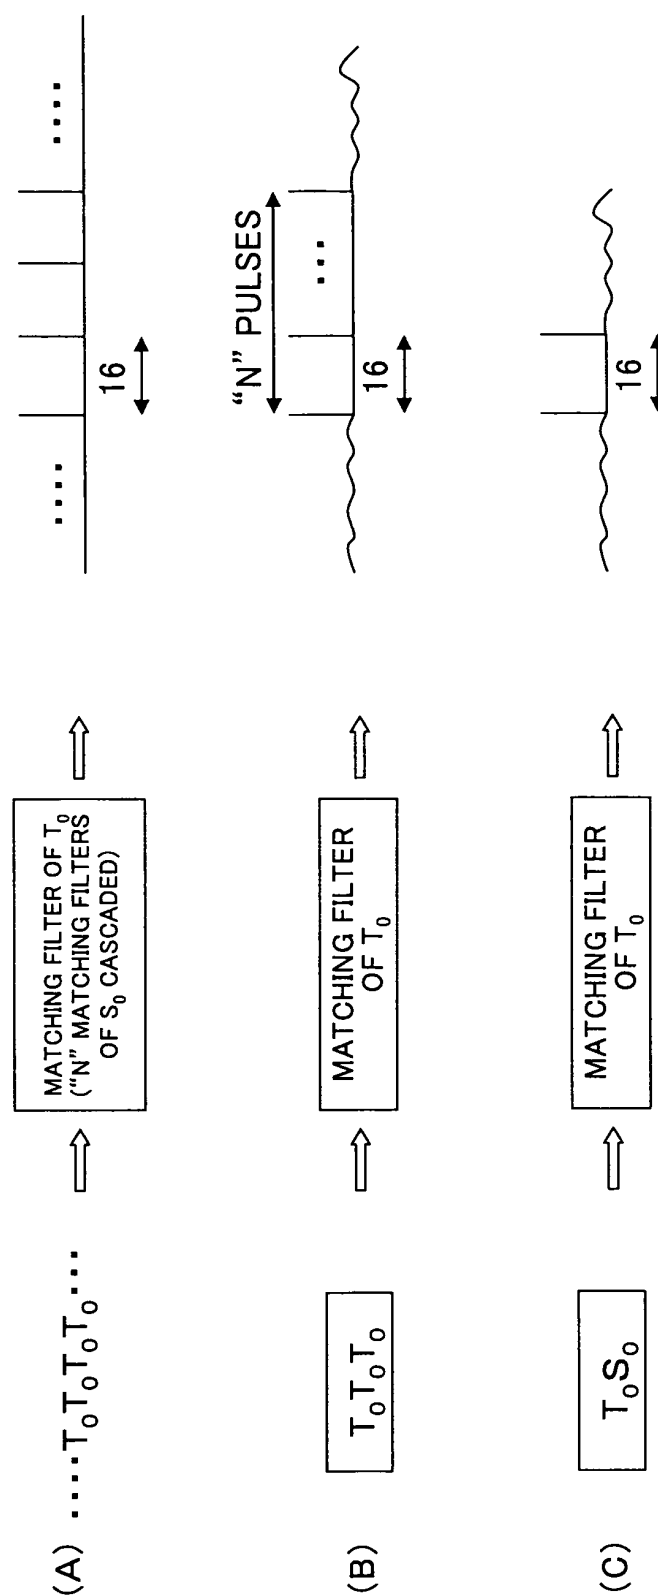 (A)
....T₀T₀T₀T₀...
MATCHING FILTER OF T₀
("N" MATCHING FILTERS
OF S₀ CASCADED)
....
16
....
(B)
T₀T₀T₀
MATCHING FILTER
OF T₀
"N" PULSES
...
16
(C)
T₀S₀
MATCHING FILTER
OF T₀
16